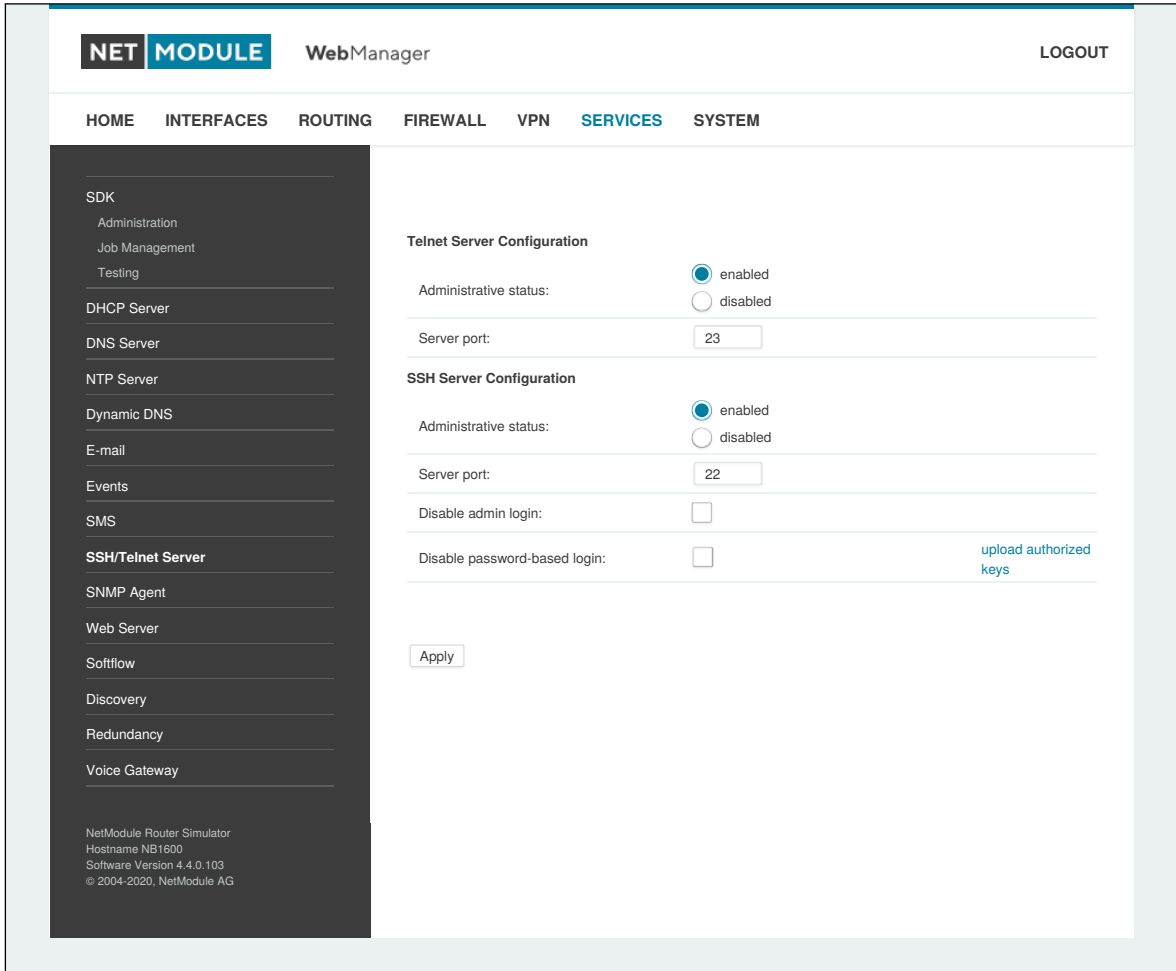 NET MODULE WebManager LOGOUT
HOME INTERFACES ROUTING FIREWALL VPN SERVICES SYSTEM
SDK
Administration
Job Management
Testing
DHCP Server
DNS Server
NTP Server
Dynamic DNS
E-mail
Events
SMS
SSH/Telnet Server
SNMP Agent
Web Server
Softflow
Discovery
Redundancy
Voice Gateway
NetModule Router Simulator
Hostname NB1600
Software Version 4.4.0.103
© 2004-2020, NetModule AG
Telnet Server Configuration
Administrative status:
enabled
disabled
Server port: 23
SSH Server Configuration
Administrative status:
enabled
disabled
Server port: 22
Disable admin login:
Disable password-based login:
upload authorized
keys
Apply